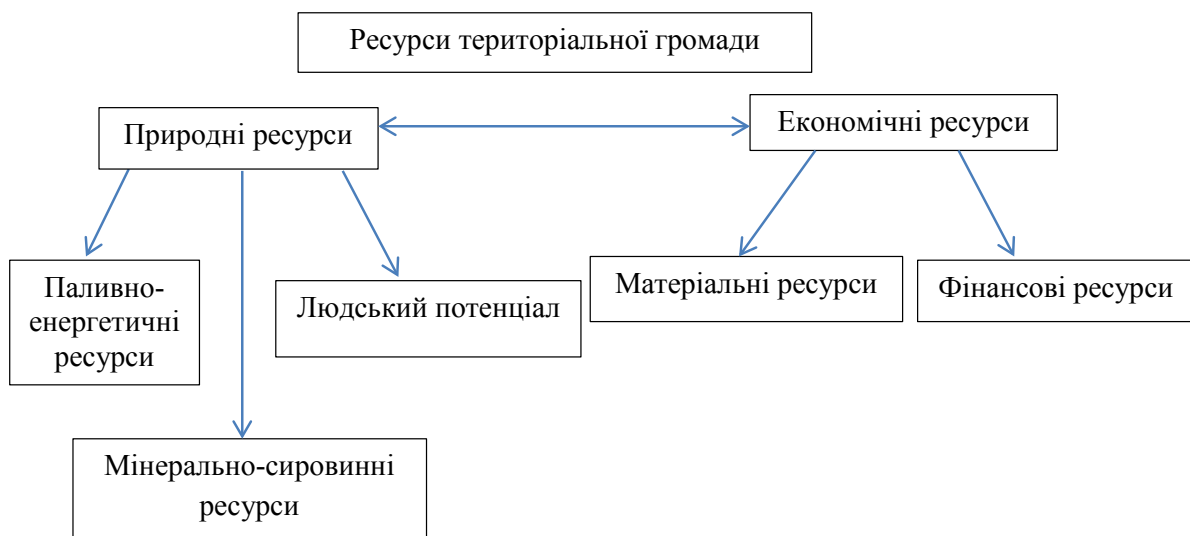 Ресурси територіальної громади
Природні ресурси
Економічні ресурси
Паливно-
енергетичні
ресурси
Людський потенціал
Матеріальні ресурси
Фінансові ресурси
Мінерально-сировинні
ресурси